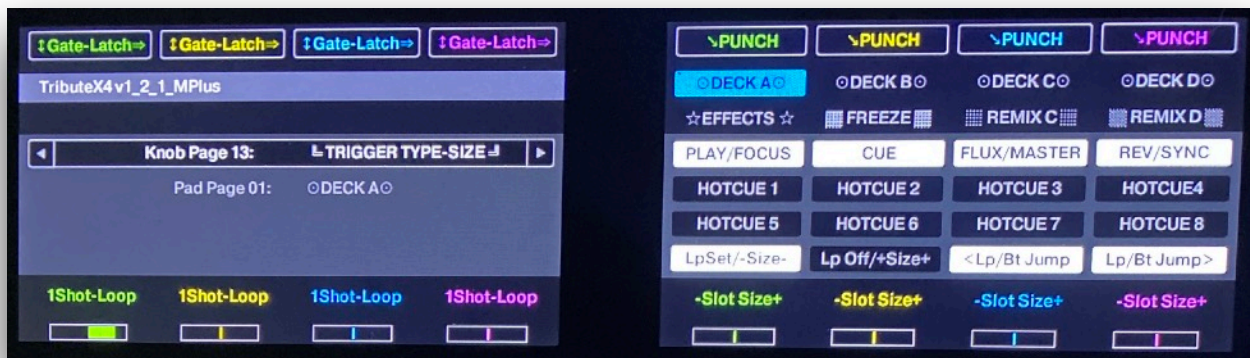 ↕Gate-Latch⇒ ↕Gate-Latch⇒ ↕Gate-Latch⇒ ↕Gate-Latch⇒
TributeX4 v1_2_1_MPlus
◀ Knob Page 13: ╚TRIGGER TYPE-SIZE╝ ▶
Pad Page 01: ⊙DECK A⊙
1Shot-Loop 1Shot-Loop 1Shot-Loop 1Shot-Loop
↘PUNCH ↘PUNCH ↘PUNCH ↘PUNCH
⊙DECK A⊙ ⊙DECK B⊙ ⊙DECK C⊙ ⊙DECK D⊙
☆EFFECTS ☆ ▦FREEZE▦ ▦REMIX C▦ ▦REMIX D▦
PLAY/FOCUS CUE FLUX/MASTER REV/SYNC
HOTCUE 1 HOTCUE 2 HOTCUE 3 HOTCUE4
HOTCUE 5 HOTCUE 6 HOTCUE 7 HOTCUE 8
LpSet/-Size- Lp Off/+Size+ <Lp/Bt Jump Lp/Bt Jump>
-Slot Size+ -Slot Size+ -Slot Size+ -Slot Size+